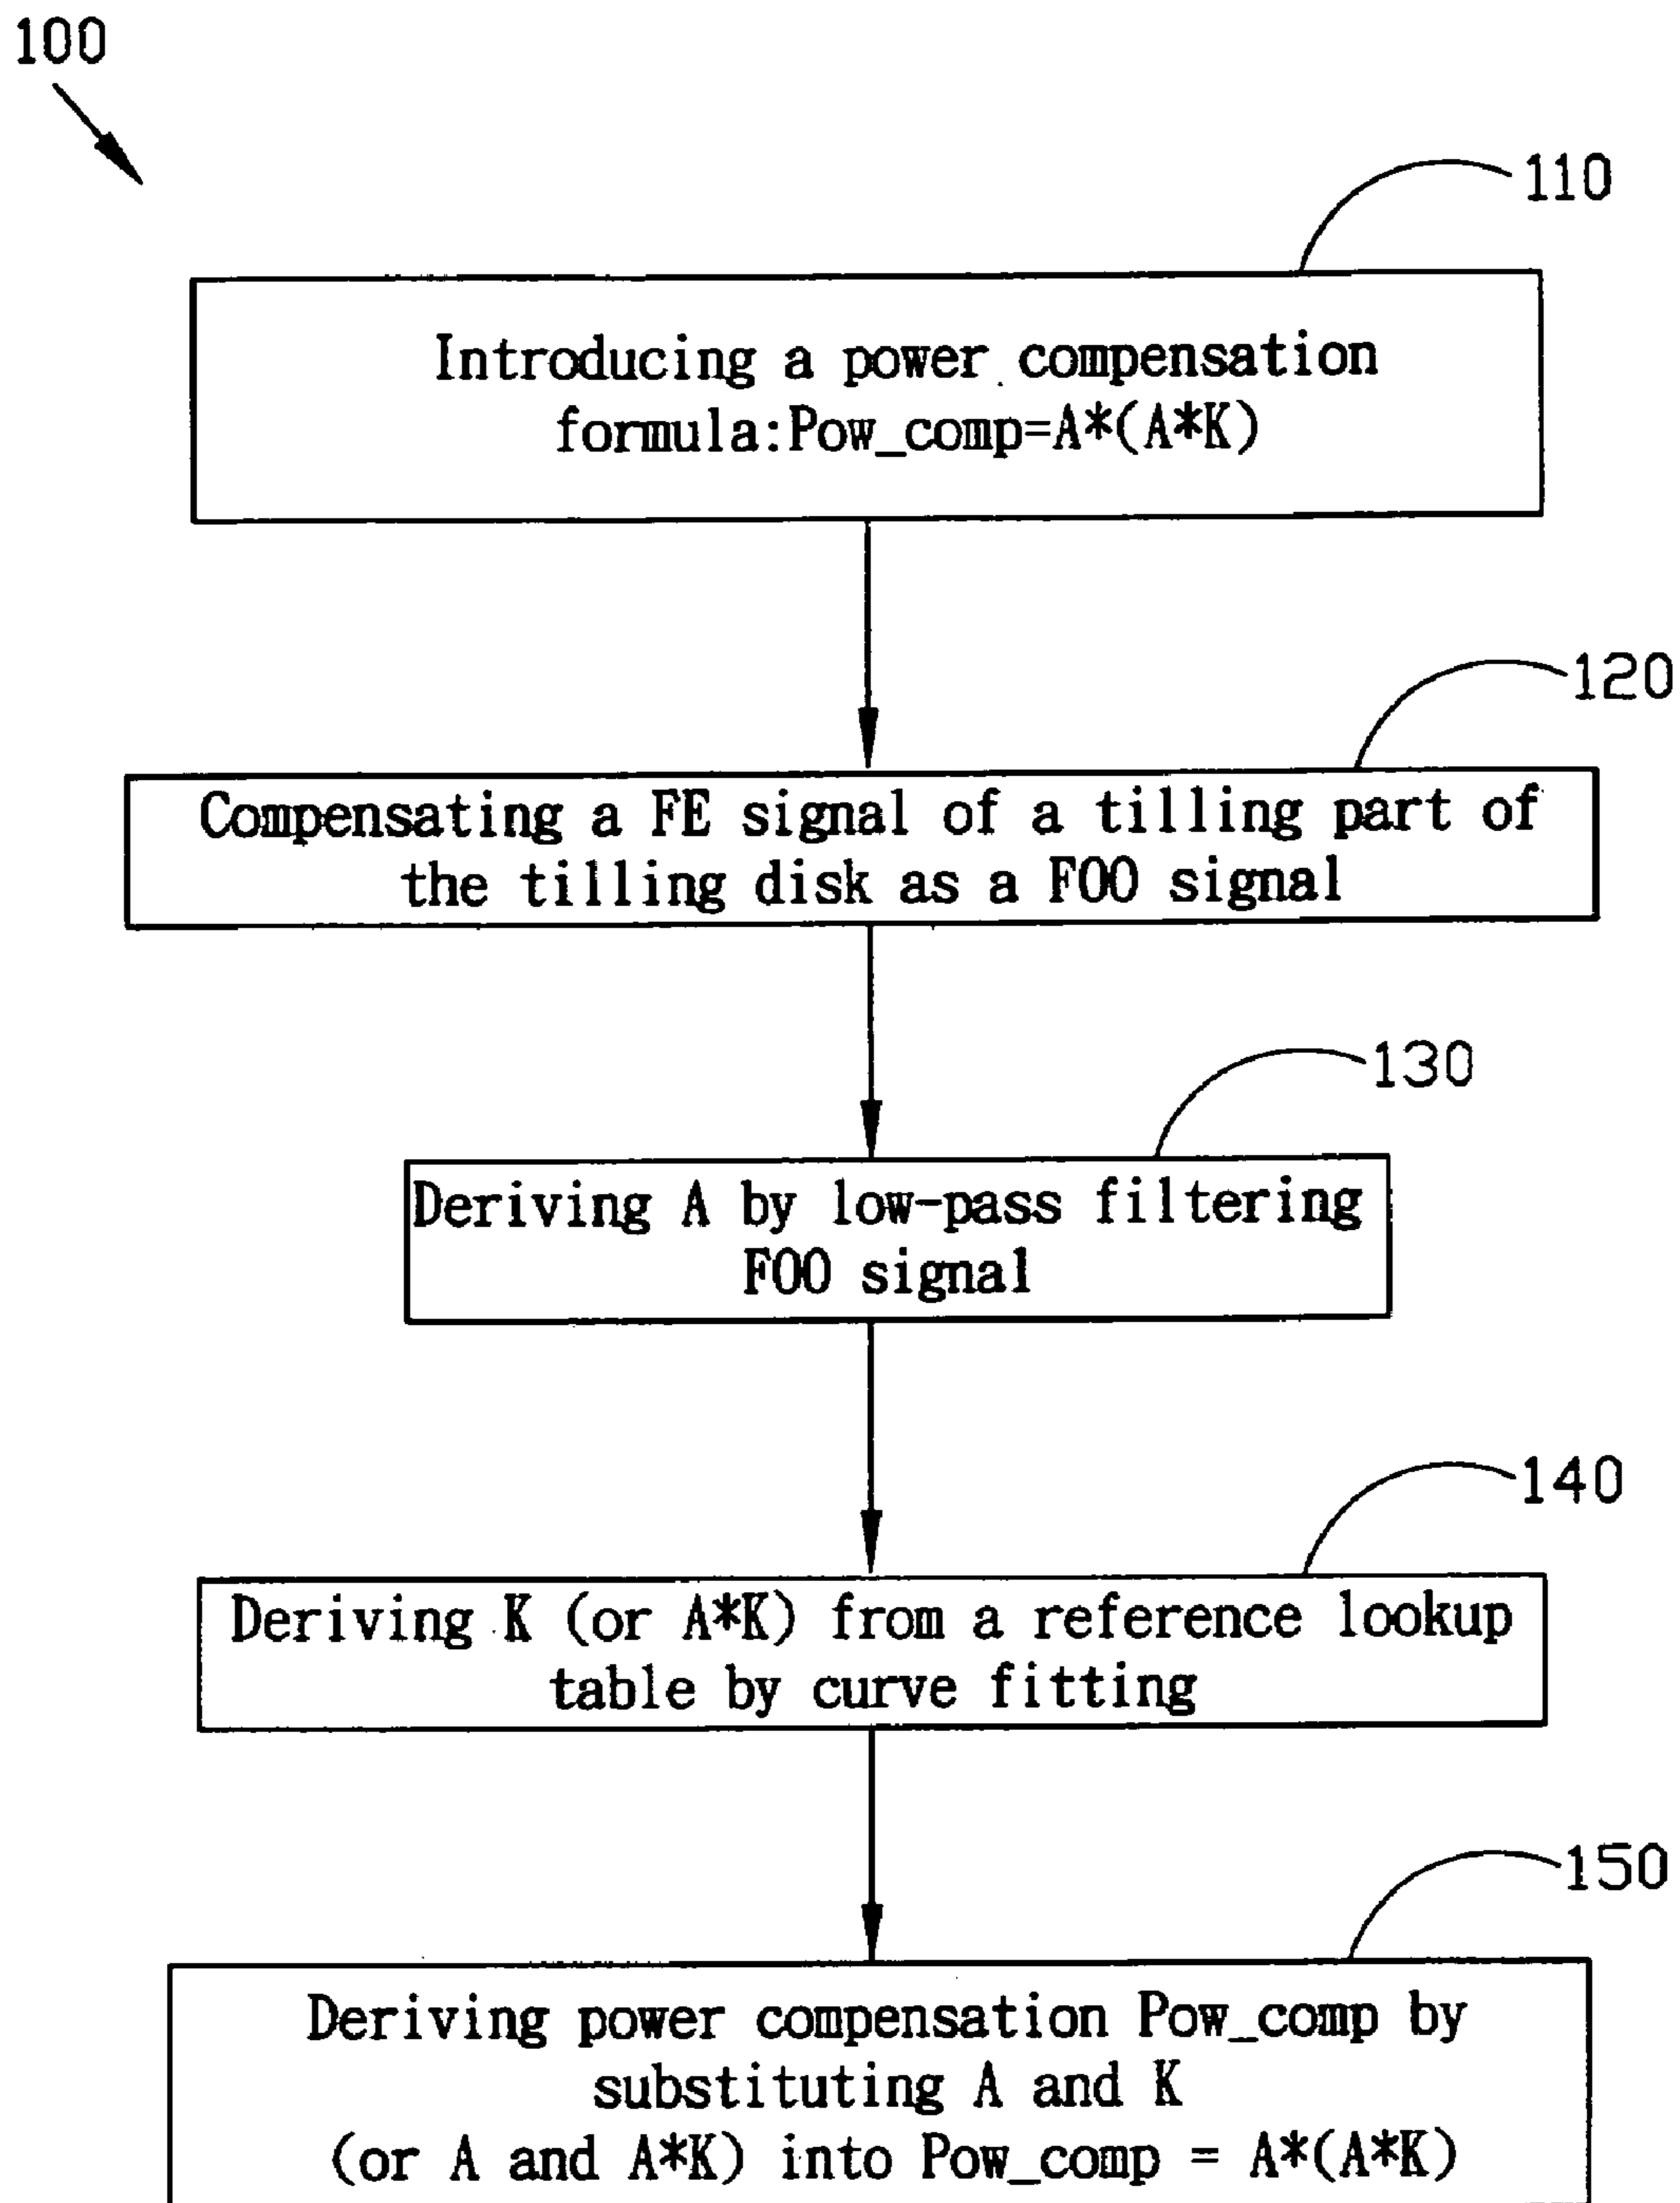 100
110
Introducing a power compensation
formula:Pow_comp=A*(A*K)
120
Compensating a FE signal of a tilling part of
the tilling disk as a FOO signal
130
Deriving A by low-pass filtering
FOO signal
140
Deriving K (or A*K) from a reference lookup
table by curve fitting
150
Deriving power compensation Pow_comp by
substituting A and K
(or A and A*K) into Pow_comp = A*(A*K)